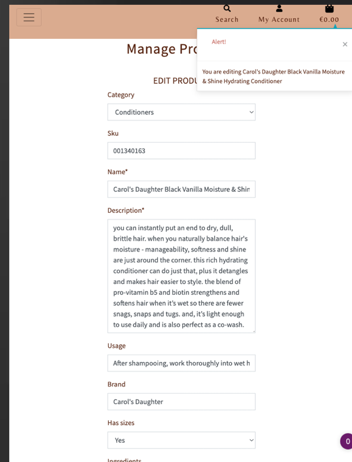 Search
My Account
€0.00
Manage Pro
Alert!
×
You are editing Carol's Daughter Black Vanilla Moisture
& Shine Hydrating Conditioner
EDIT PRODU
Category
Conditioners
Sku
001340163
Name*
Carol's Daughter Black Vanilla Moisture & Shin
Description*
you can instantly put an end to dry, dull,
brittle hair. when you naturally balance hair's
moisture - manageability, softness and shine
are just around the corner. this rich hydrating
conditioner can do just that, plus it detangles
and makes hair easier to style. the blend of
pro-vitamin b5 and biotin strengthens and
softens hair when it's wet so there are fewer
snags, snaps and tugs. and, it's light enough
to use daily and is also perfect as a co-wash.
Usage
After shampooing, work thoroughly into wet h
Brand
Carol's Daughter
Has sizes
Yes
Ingredients